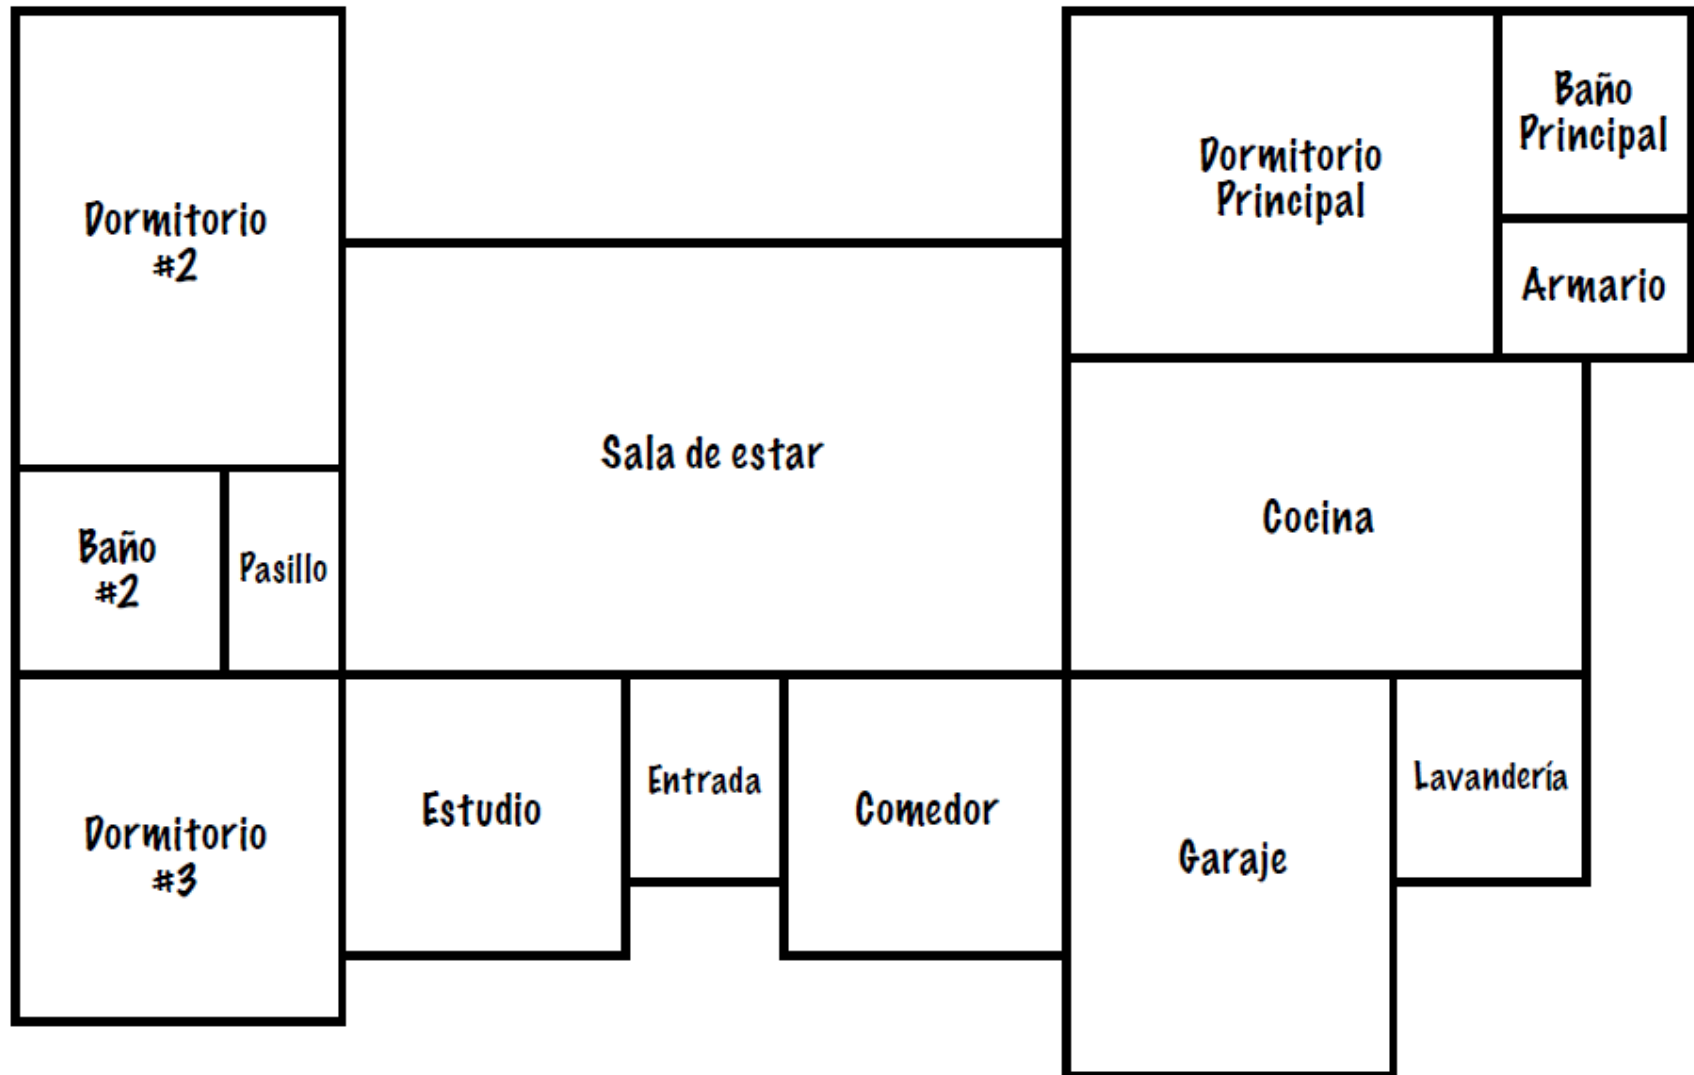 Dormitorio
#2
Dormitorio
Principal
Baño
Principal
Armario
Sala de estar
Cocina
Baño
#2
Pasillo
Dormitorio
#3
Estudio
Entrada
Comedor
Garaje
Lavandería